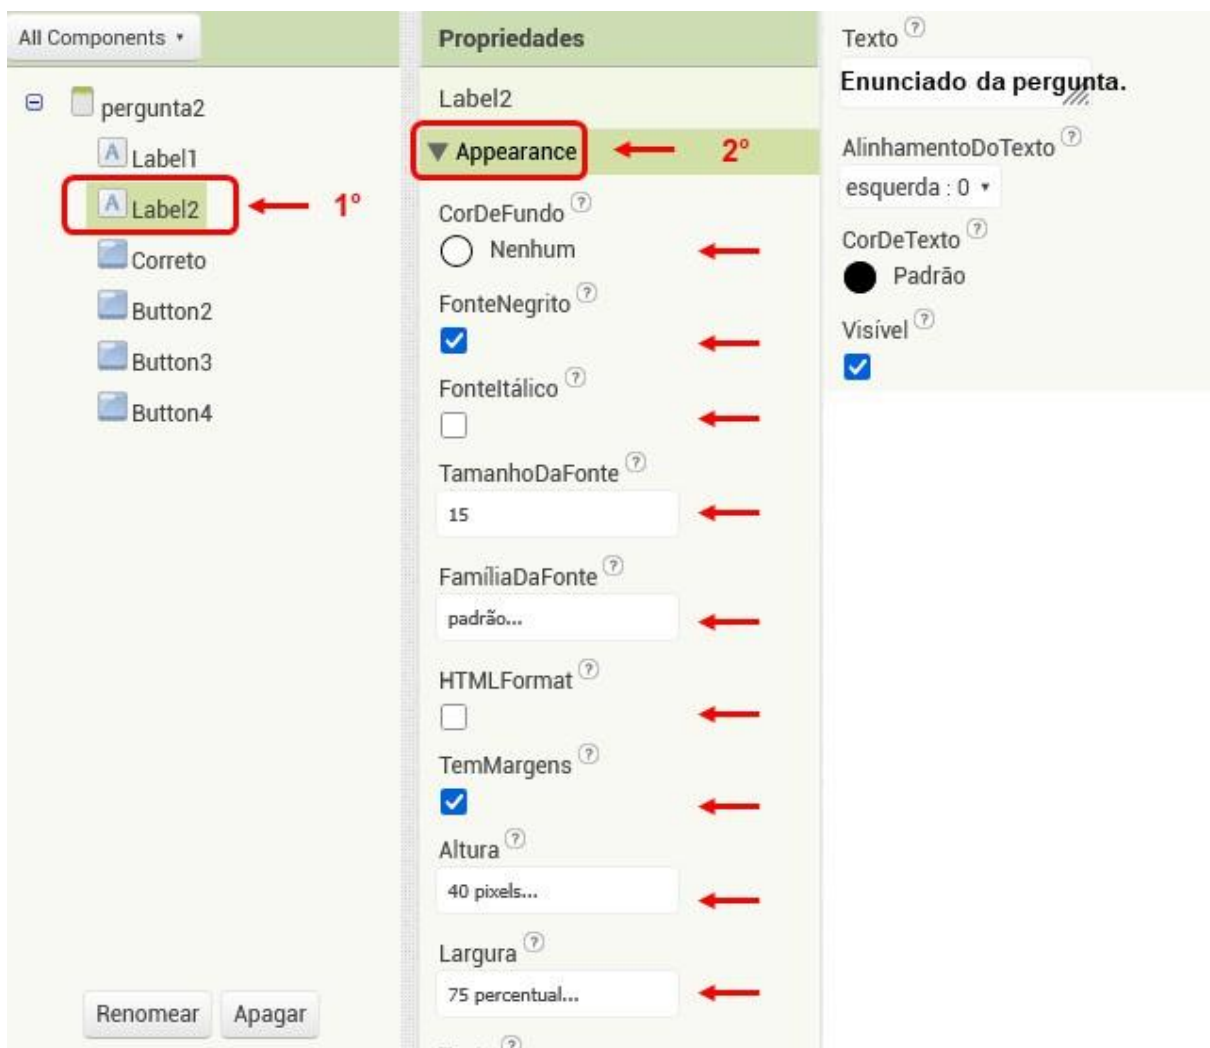 All Components
pergunta2
Label1
Label2
1º
Correto
Button2
Button3
Button4
Renomear
Apagar
Propriedades
Label2
Appearance
2º
CorDeFundo ?
Nenhum
FonteNegrito ?
FonteItálico ?
TamanhoDaFonte ?
15
FamíliaDaFonte ?
padrão...
HTMLFormat ?
TemMargens ?
Altura ?
40 pixels...
Largura ?
75 percentual...
Texto ?
Enunciado da pergunta.
AlinhamentoDoTexto ?
esquerda : 0
CorDeTexto ?
Padrão
Visível ?